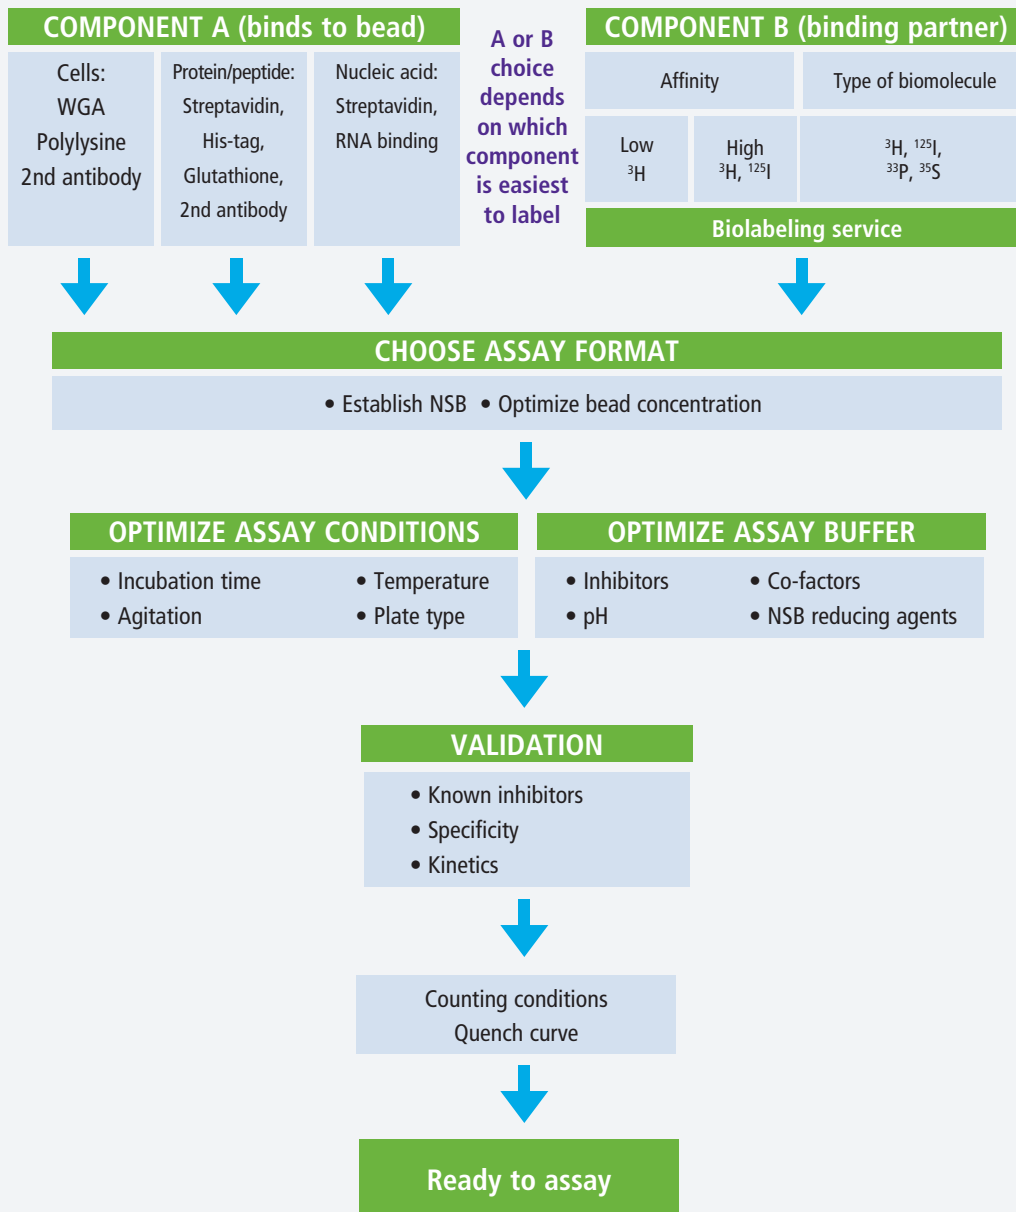 COMPONENT A (binds to bead)
Cells:
WGA
Polylysine
2nd antibody
Protein/peptide:
Streptavidin,
His-tag,
Glutathione,
2nd antibody
Nucleic acid:
Streptavidin,
RNA binding
A or B
choice
depends
on which
component
is easiest
to label
COMPONENT B (binding partner)
Affinity
Type of biomolecule
Low
³H
High
³H, ¹²⁵I
³H, ¹²⁵I,
³³P, ³⁵S
Biolabeling service
CHOOSE ASSAY FORMAT
• Establish NSB • Optimize bead concentration
OPTIMIZE ASSAY CONDITIONS
• Incubation time • Temperature
• Agitation • Plate type
OPTIMIZE ASSAY BUFFER
• Inhibitors • Co-factors
• pH • NSB reducing agents
VALIDATION
• Known inhibitors
• Specificity
• Kinetics
Counting conditions
Quench curve
Ready to assay